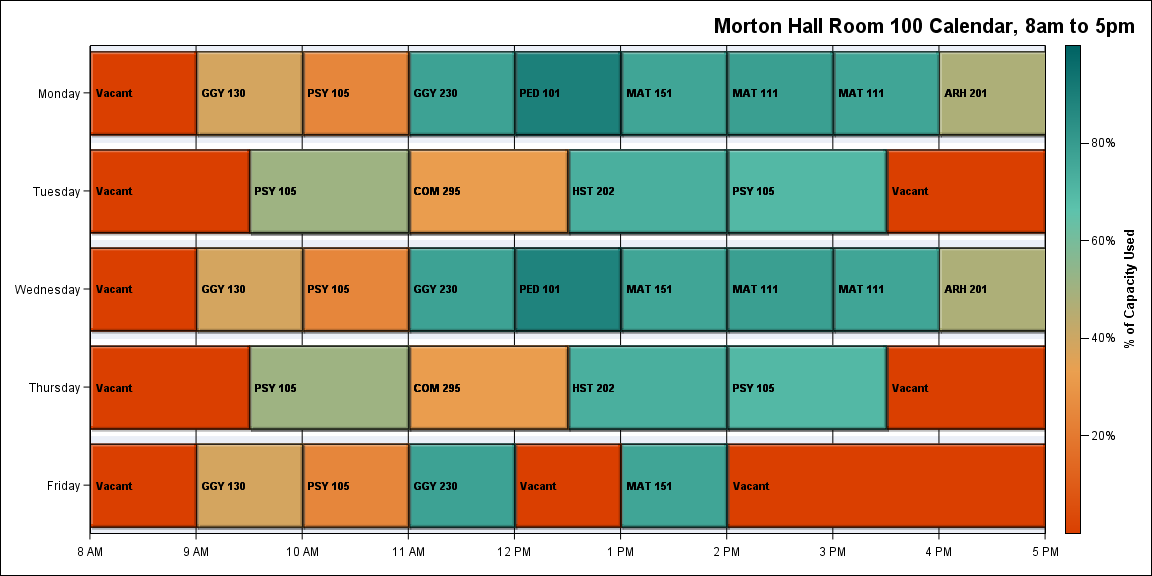 Morton Hall Room 100 Calendar, 8am to 5pm
Monday
Vacant
GGY 130
PSY 105
GGY 230
PED 101
MAT 151
MAT 111
MAT 111
ARH 201
Tuesday
Vacant
PSY 105
COM 295
HST 202
PSY 105
Vacant
Wednesday
Vacant
GGY 130
PSY 105
GGY 230
PED 101
MAT 151
MAT 111
MAT 111
ARH 201
Thursday
Vacant
PSY 105
COM 295
HST 202
PSY 105
Vacant
Friday
Vacant
GGY 130
PSY 105
GGY 230
Vacant
MAT 151
Vacant
8 AM
9 AM
10 AM
11 AM
12 PM
1 PM
2 PM
3 PM
4 PM
5 PM
80%
60%
40%
20%
% of Capacity Used